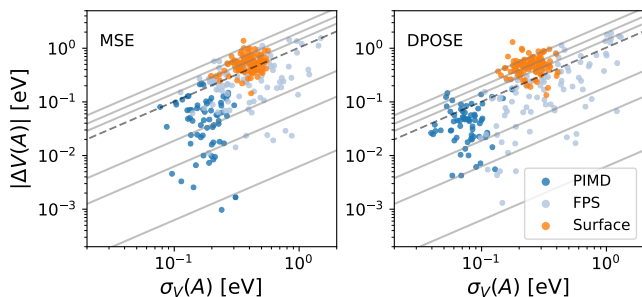 MSE
DPOSE
|ΔV(A)| [eV]
10⁰
10⁻¹
10⁻²
10⁻³
PIMD
FPS
Surface
10⁻¹ 10⁰ 10⁻¹ 10⁰
σ_V(A) [eV] σ_V(A) [eV]